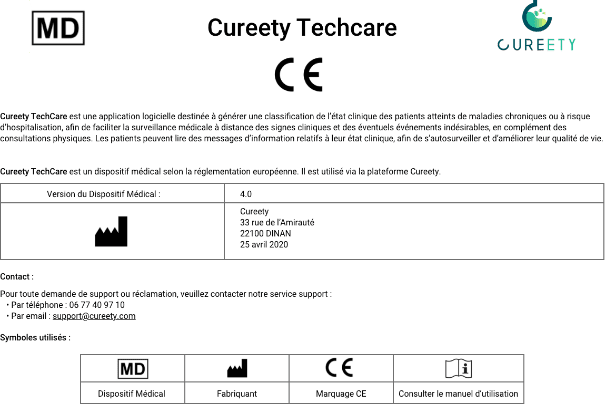 MD
Cureety Techcare
CUREETY
CE
Cureety TechCare est une application logicielle destinée à générer une classification de l'état clinique des patients atteints de maladies chroniques ou à risque
d'hospitalisation, afin de faciliter la surveillance médicale à distance des signes cliniques et des éventuels événements indésirables, en complément des
consultations physiques. Les patients peuvent lire des messages d'information relatifs à leur état clinique, afin de s'autosurveiller et d'améliorer leur qualité de vie.
Cureety TechCare est un dispositif médical selon la réglementation européenne. Il est utilisé via la plateforme Cureety.
Version du Dispositif Médical :
4.0
Cureety
33 rue de l'Amirauté
22100 DINAN
25 avril 2020
Contact :
Pour toute demande de support ou réclamation, veuillez contacter notre service support :
• Par téléphone : 06 77 40 97 10
• Par email : support@cureety.com
Symboles utilisés :
MD
CE
i
Dispositif Médical
Fabriquant
Marquage CE
Consulter le manuel d'utilisation